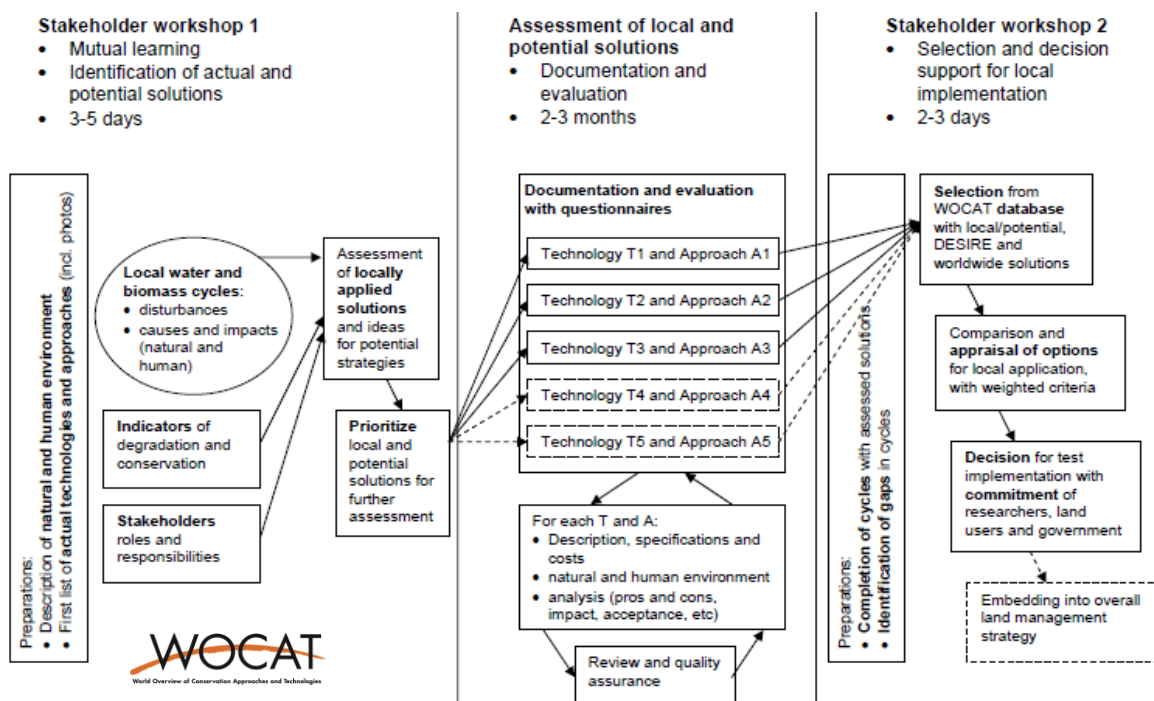 Stakeholder workshop 1
• Mutual learning
• Identification of actual and
potential solutions
• 3-5 days
Preparations:
• Description of natural and human environment
• First list of actual technologies and approaches (incl. photos)
Local water and
biomass cycles:
• disturbances
• causes and impacts
(natural and
human)
Indicators of
degradation and
conservation
Stakeholders
roles and
responsibilities
Assessment
of locally
applied
solutions
and ideas
for potential
strategies
Prioritize
local and
potential
solutions for
further
assessment
WOCAT
World Overview of Conservation Approaches and Technologies
Assessment of local and
potential solutions
• Documentation and
evaluation
• 2-3 months
Documentation and evaluation
with questionnaires
Technology T1 and Approach A1
Technology T2 and Approach A2
Technology T3 and Approach A3
Technology T4 and Approach A4
Technology T5 and Approach A5
For each T and A:
• Description, specifications and
costs
• natural and human environment
• analysis (pros and cons,
impact, acceptance, etc)
Review and quality
assurance
Stakeholder workshop 2
• Selection and decision
support for local
implementation
• 2-3 days
Preparations:
• Completion of cycles with assessed solutions
• Identification of gaps in cycles
Selection from
WOCAT database
with local/potential,
DESIRE and
worldwide solutions
Comparison and
appraisal of options
for local application,
with weighted criteria
Decision for test
implementation with
commitment of
researchers, land
users and government
Embedding into overall
land management
strategy